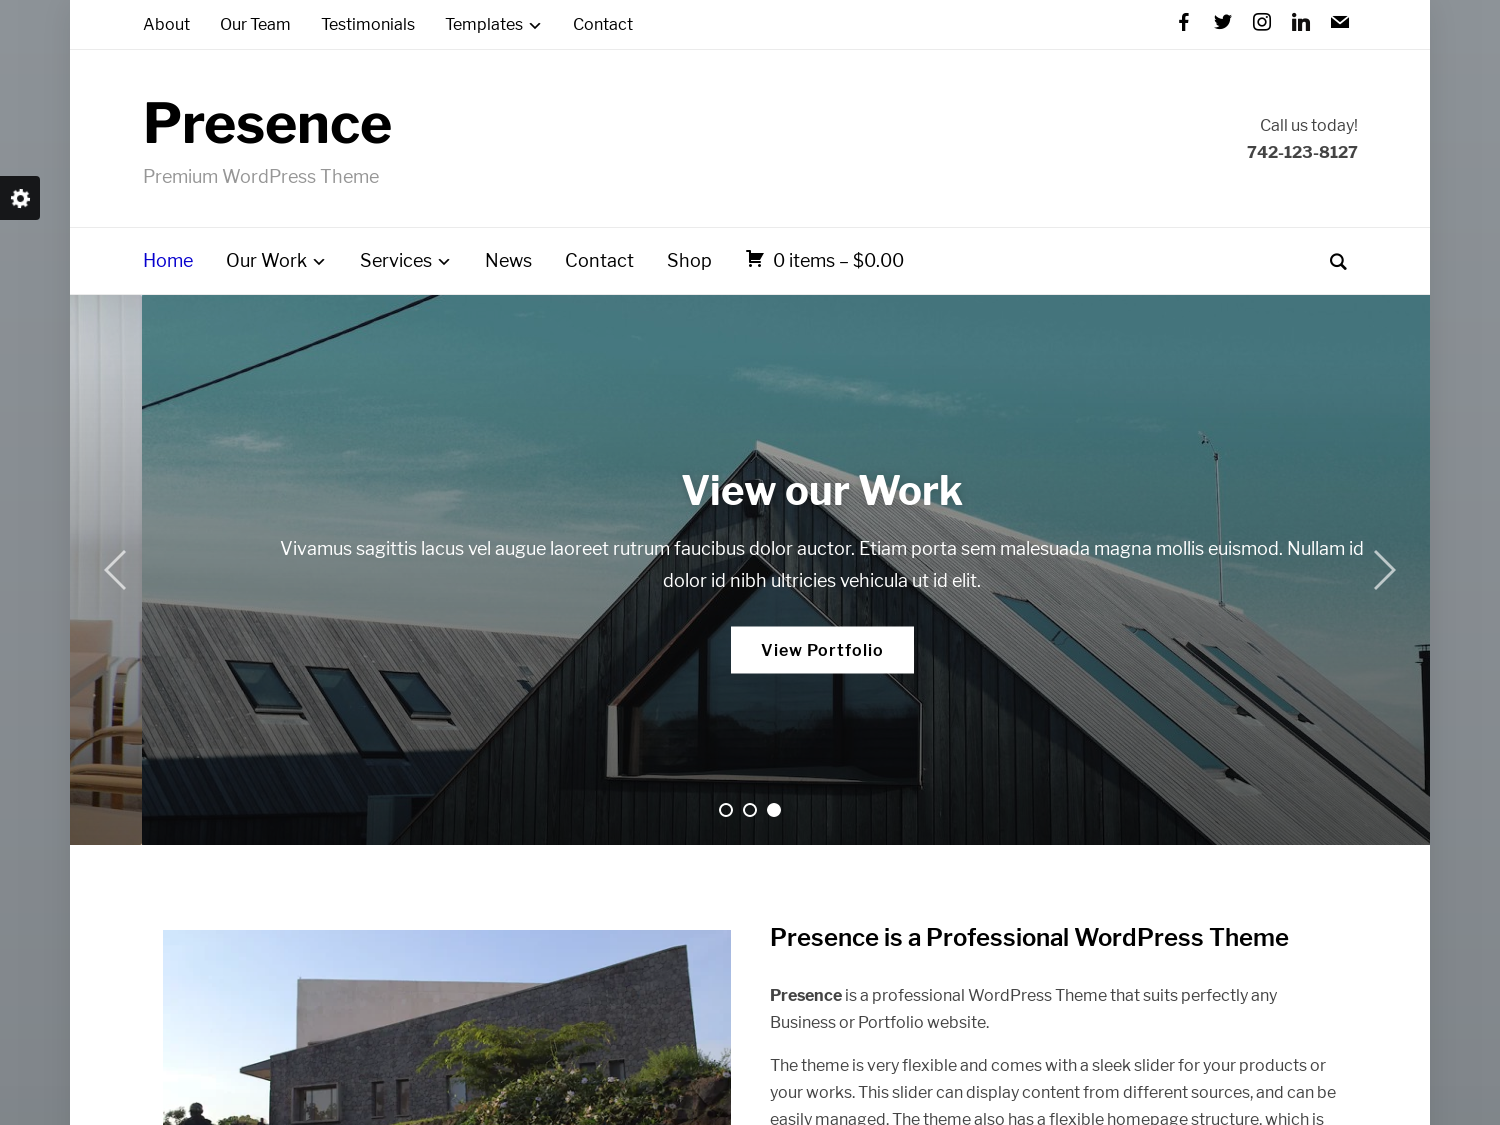 About Our Team Testimonials Templates Contact
Presence
Premium WordPress Theme
Call us today!
742-123-8127
Home Our Work Services News Contact Shop 0 items – $0.00
View our Work
Vivamus sagittis lacus vel augue laoreet rutrum faucibus dolor auctor. Etiam porta sem malesuada magna mollis euismod. Nullam id
dolor id nibh ultricies vehicula ut id elit.
View Portfolio
Presence is a Professional WordPress Theme
Presence is a professional WordPress Theme that suits perfectly any
Business or Portfolio website.
The theme is very flexible and comes with a sleek slider for your products or
your works. This slider can display content from different sources, and can be
easily managed. The theme also has a flexible homepage structure, which is